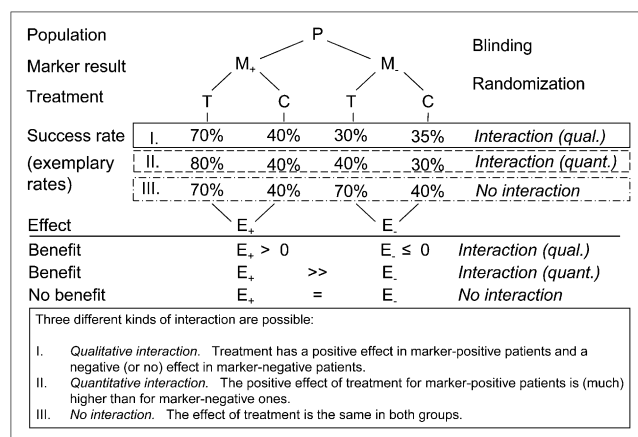 Population P Blinding
Marker result M+ M-
Randomization
Treatment T C T C
Success rate I. 70% 40% 30% 35% Interaction (qual.)
(exemplary II. 80% 40% 40% 30% Interaction (quant.)
rates) III. 70% 40% 70% 40% No interaction
Effect E+ E-
Benefit E+ > 0 E- ≤ 0 Interaction (qual.)
Benefit E+ >> E- Interaction (quant.)
No benefit E+ = E- No interaction
Three different kinds of interaction are possible:
I. Qualitative interaction. Treatment has a positive effect in marker-positive patients and a
negative (or no) effect in marker-negative patients.
II. Quantitative interaction. The positive effect of treatment for marker-positive patients is (much)
higher than for marker-negative ones.
III. No interaction. The effect of treatment is the same in both groups.